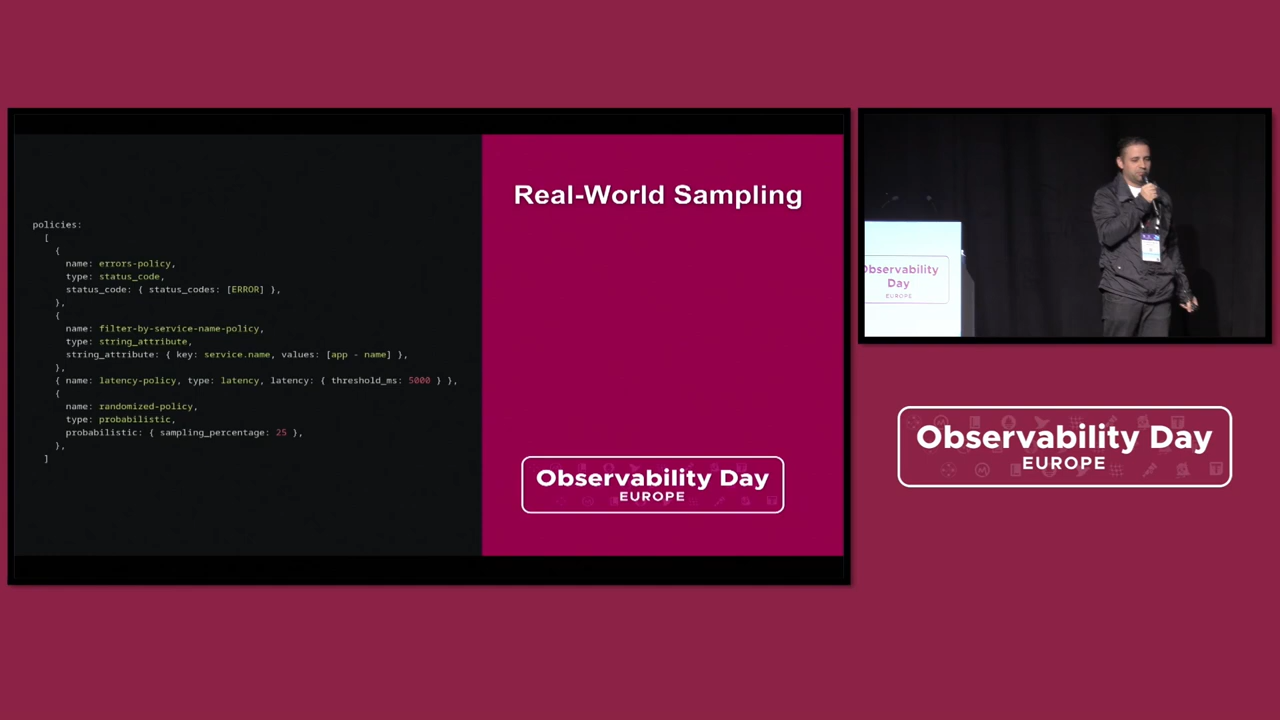 policies:
[
{
name: errors-policy,
type: status_code,
status_code: { status_codes: [ERROR] },
},
{
name: filter-by-service-name-policy,
type: string_attribute,
string_attribute: { key: service.name, values: [app - name] },
},
{ name: latency-policy, type: latency, latency: { threshold_ms: 5000 } },
{
name: randomized-policy,
type: probabilistic,
probabilistic: { sampling_percentage: 25 },
},
]
Real-World Sampling
Observability Day
EUROPE
Observability
Day
EUROPE
Observability Day
EUROPE